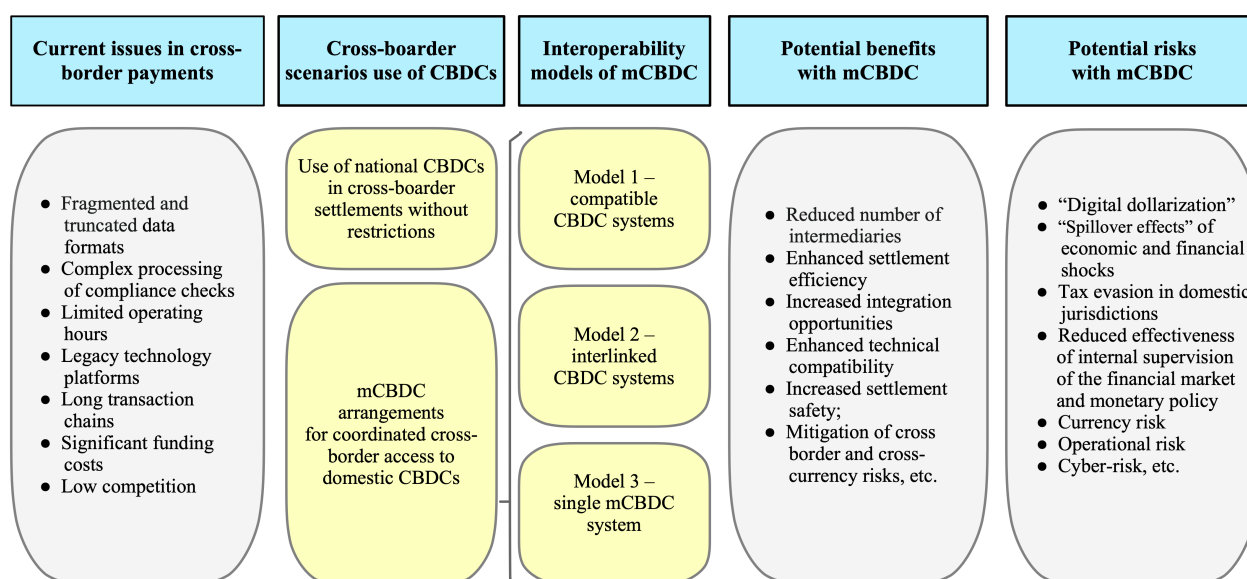 Current issues in cross-
border payments
Cross-boarder
scenarios use of CBDCs
Interoperability
models of mCBDC
Potential benefits
with mCBDC
Potential risks
with mCBDC
● Fragmented and
truncated data
formats
● Complex processing
of compliance checks
● Limited operating
hours
● Legacy technology
platforms
● Long transaction
chains
● Significant funding
costs
● Low competition
Use of national CBDCs
in cross-boarder
settlements without
restrictions
mCBDC
arrangements
for coordinated cross-
border access to
domestic CBDCs
Model 1 –
compatible
CBDC systems
Model 2 –
interlinked
CBDC systems
Model 3 –
single mCBDC
system
● Reduced number of
intermediaries
● Enhanced settlement
efficiency
● Increased integration
opportunities
● Enhanced technical
compatibility
● Increased settlement
safety;
● Mitigation of cross
border and cross-
currency risks, etc.
● “Digital dollarization”
● “Spillover effects” of
economic and financial
shocks
● Tax evasion in domestic
jurisdictions
● Reduced effectiveness
of internal supervision
of the financial market
and monetary policy
● Currency risk
● Operational risk
● Cyber-risk, etc.